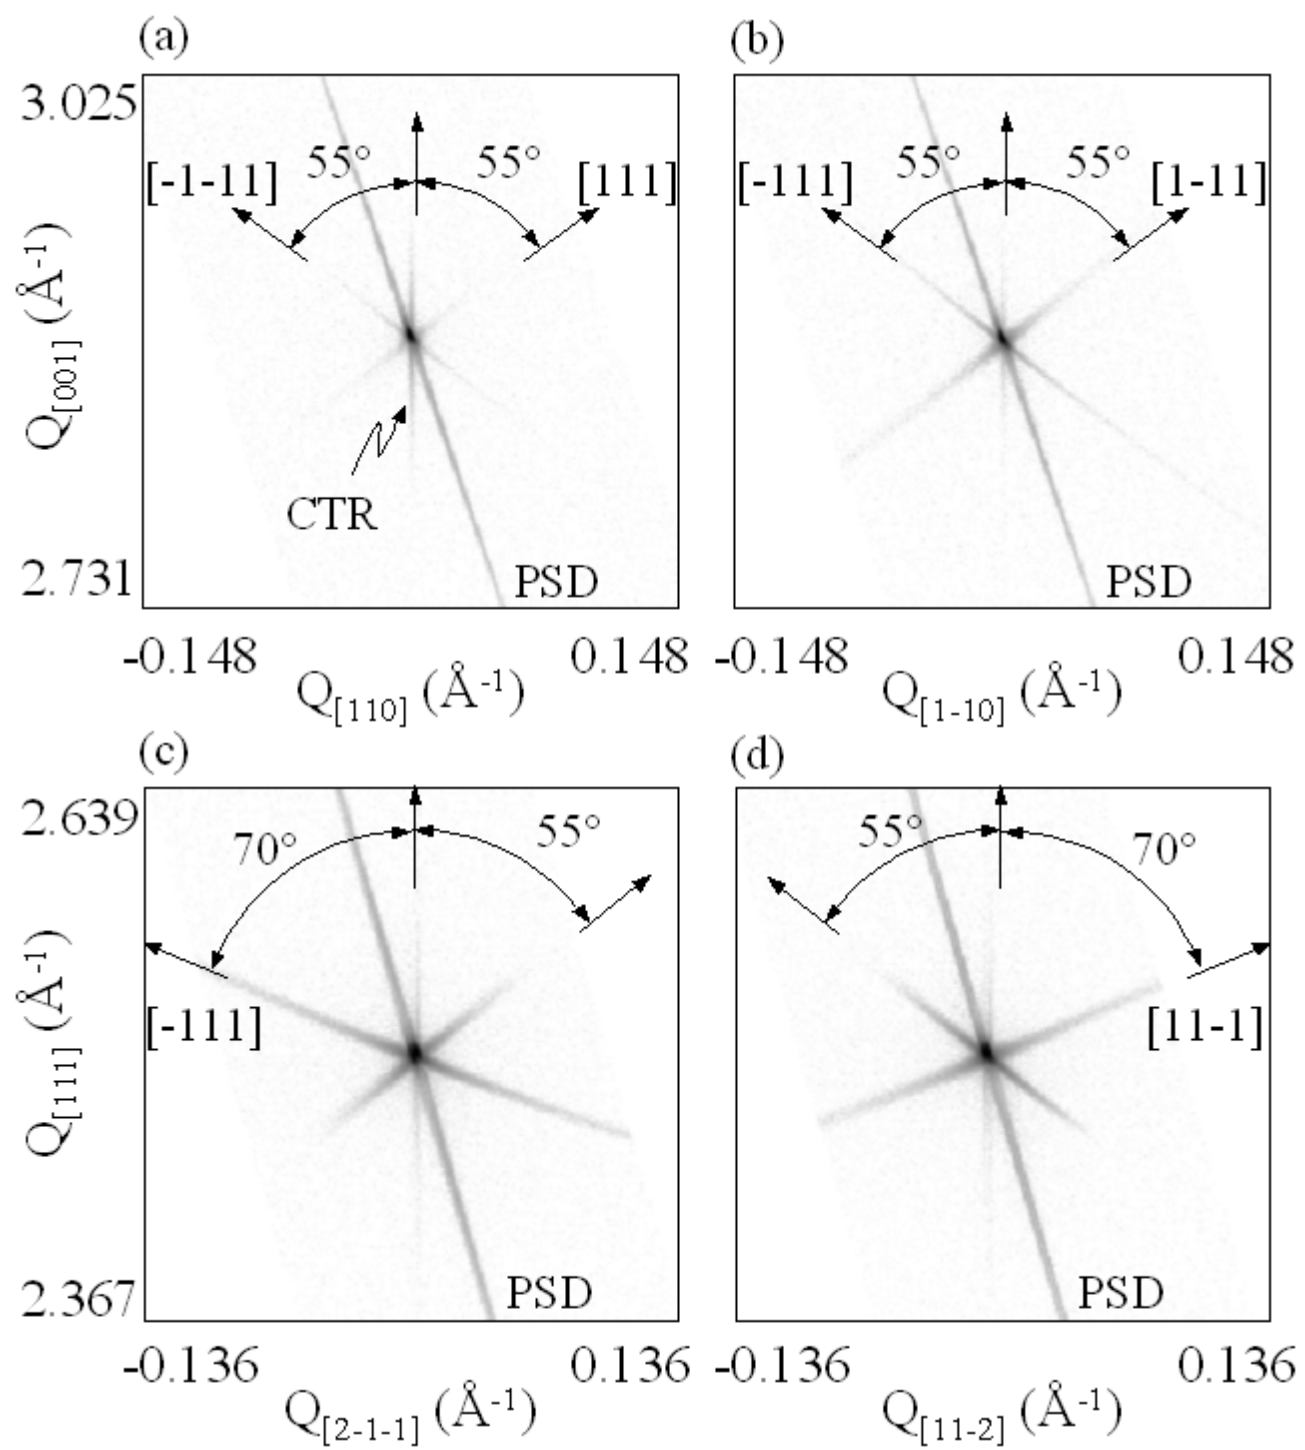 (a)
(b)
3.025
55°
55°
[-1-11]
[111]
55°
55°
[-111]
[1-11]
Q[001] (Å-1)
CTR
2.731
PSD
PSD
-0.148
0.148
-0.148
0.148
Q[110] (Å-1)
Q[1-10] (Å-1)
(c)
(d)
2.639
70°
55°
55°
70°
[-111]
[11-1]
Q[111] (Å-1)
2.367
PSD
PSD
-0.136
0.136
-0.136
0.136
Q[2-1-1] (Å-1)
Q[11-2] (Å-1)